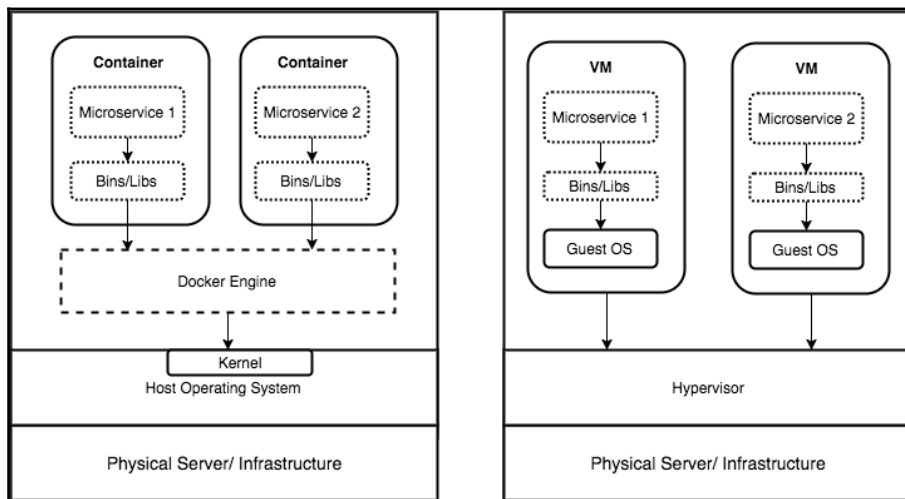 Container
Microservice 1
Bins/Libs
Container
Microservice 2
Bins/Libs
Docker Engine
Kernel
Host Operating System
Physical Server/ Infrastructure
VM
Microservice 1
Bins/Libs
Guest OS
VM
Microservice 2
Bins/Libs
Guest OS
Hypervisor
Physical Server/ Infrastructure